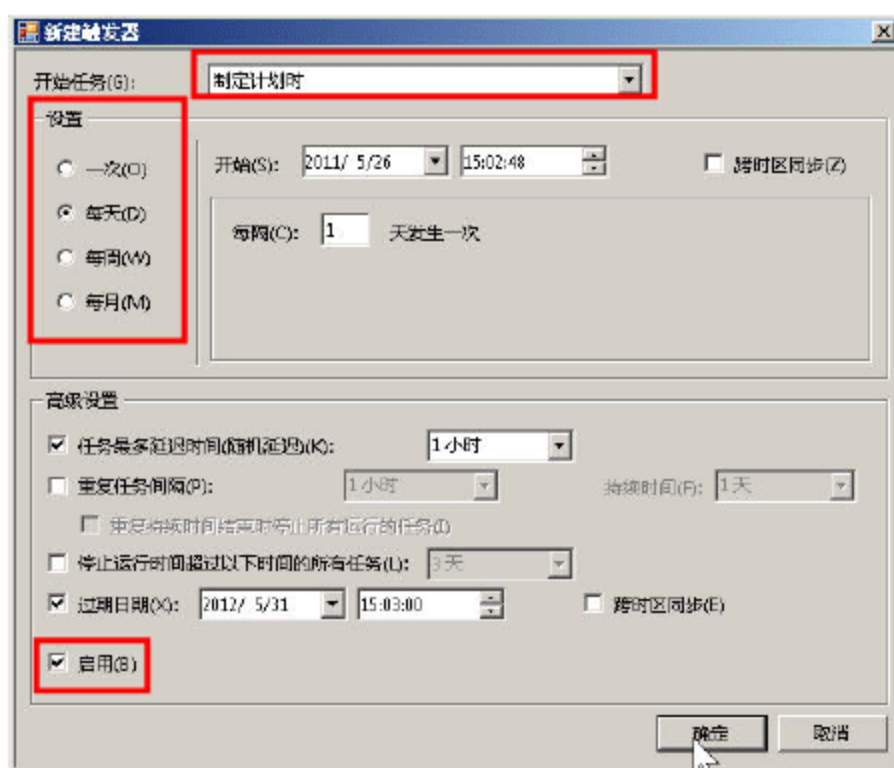 新建触发器
开始任务(G): 制定计划时
设置
一次(O)
每天(D)
每周(W)
每月(M)
开始(S): 2011/ 5/26 15:02:48 跨时区同步(Z)
每隔(C): 1 天发生一次
高级设置
任务最多延迟时间(随机延迟)(K): 1 小时
重复任务间隔(P): 1 小时 持续时间(F): 1 天
重复持续时间结束时停止所有运行的任务(I)
停止运行时间超过以下时间的所有任务(L): 3 天
过期日期(X): 2012/ 5/31 15:03:00 跨时区同步(E)
启用(B)
确定 取消